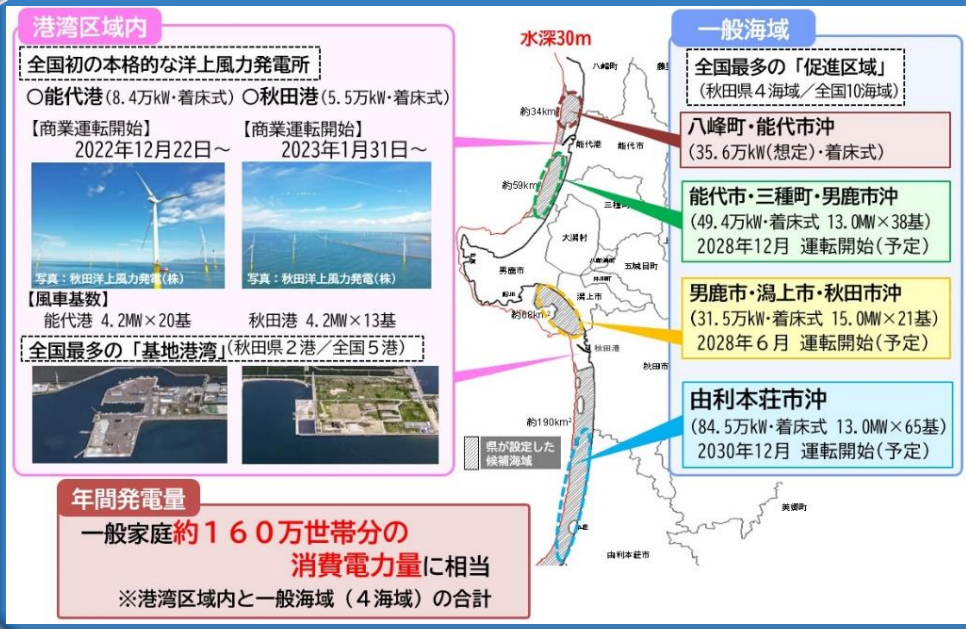 港湾区域内
全国初の本格的な洋上風力発電所
○能代港(8.4万kW・着床式)
【商業運転開始】
2022年12月22日～
写真：秋田洋上風力発電(株)
○秋田港(5.5万kW・着床式)
【商業運転開始】
2023年1月31日～
写真：秋田洋上風力発電(株)
【風車基数】
能代港 4.2MW×20基
秋田港 4.2MW×13基
全国最多の「基地港湾」(秋田県２港／全国５港)
水深30m
八峰町
約34km²
能代港
能代市
約59km²
三種町
大潟村
男鹿市
五城目町
潟上市
約68km²
秋田港
秋田市
約190km²
県が設定した
候補海域
美郷町
由利本荘市
一般海域
全国最多の「促進区域」
(秋田県４海域／全国10海域)
八峰町・能代市沖
(35.6万kW(想定)・着床式)
能代市・三種町・男鹿市沖
(49.4万kW・着床式 13.0MW×38基)
2028年12月 運転開始(予定)
男鹿市・潟上市・秋田市沖
(31.5万kW・着床式 15.0MW×21基)
2028年６月 運転開始(予定)
由利本荘市沖
(84.5万kW・着床式 13.0MW×65基)
2030年12月 運転開始(予定)
年間発電量
一般家庭約１６０万世帯分の
消費電力量に相当
※港湾区域内と一般海域（４海域）の合計